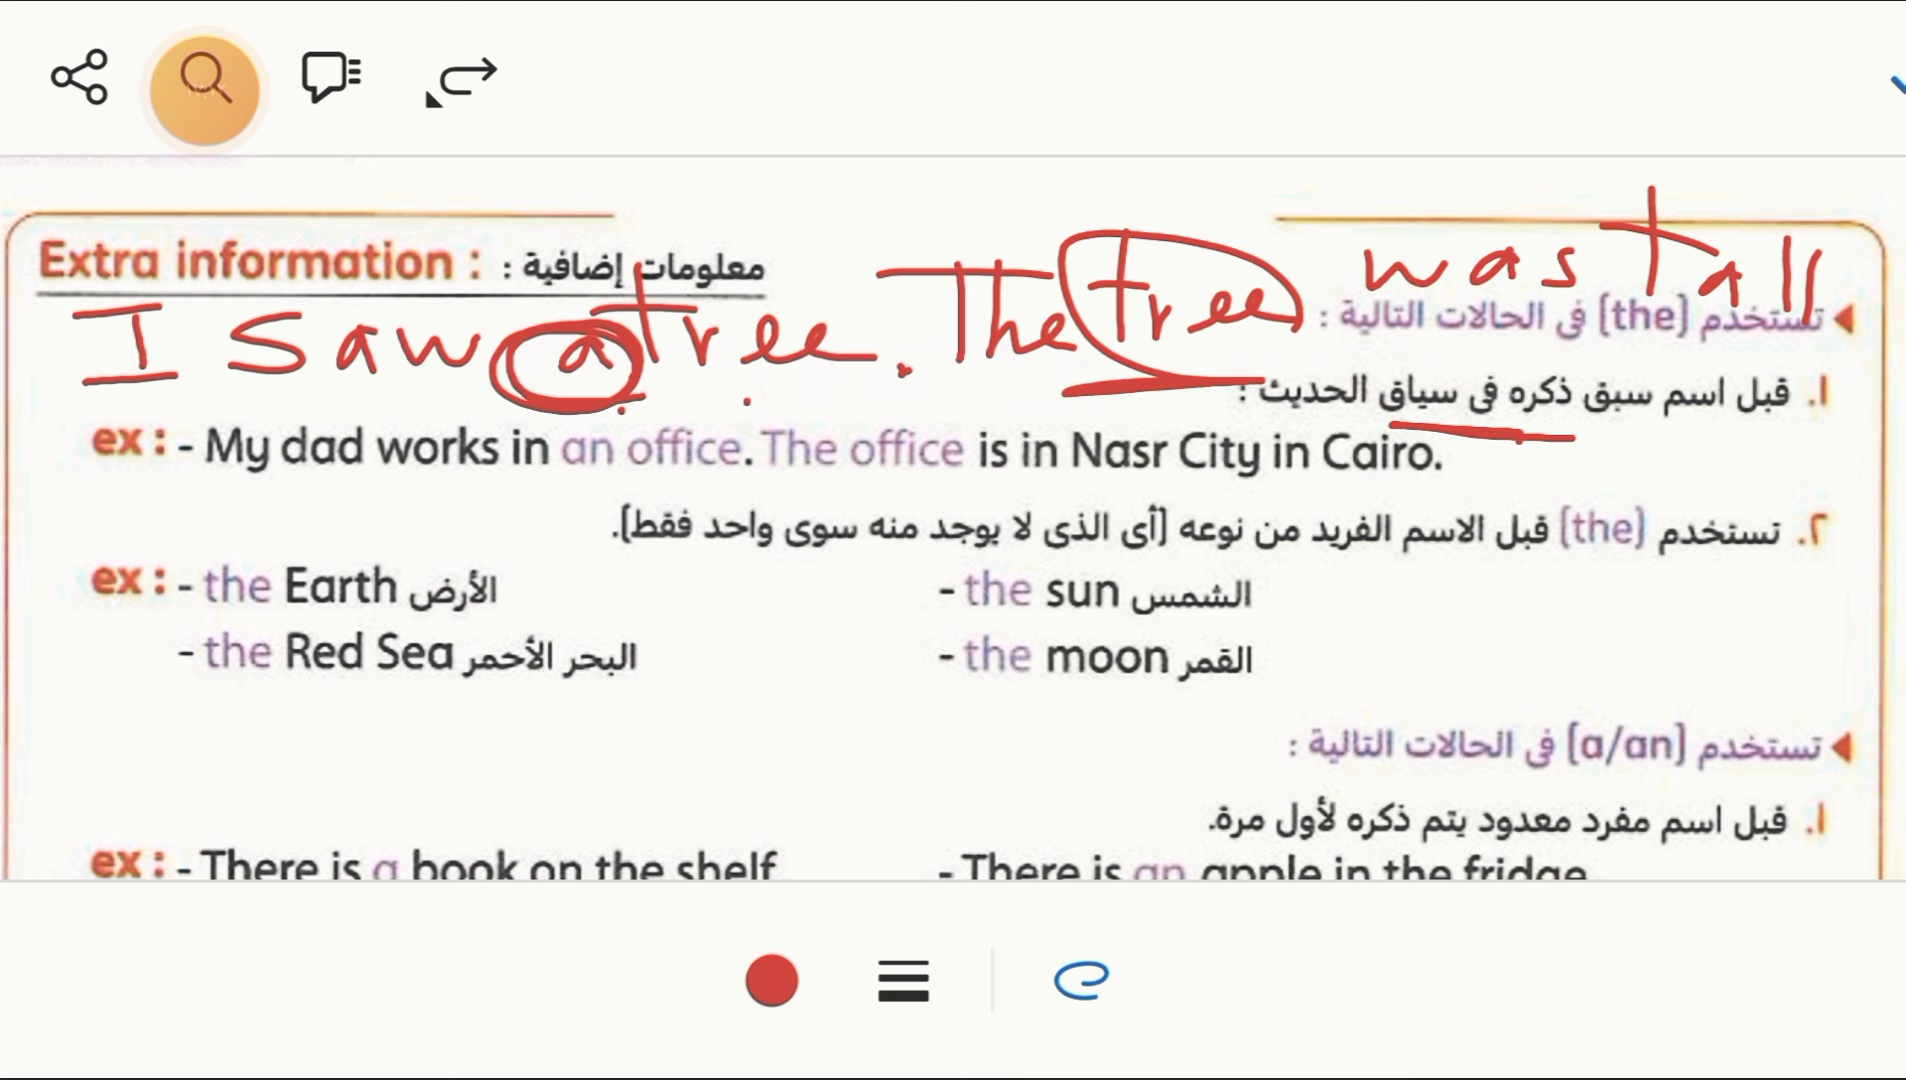 Extra information : معلومات إضافية :
I saw a tree. The tree was tall
تستخدم (the) فى الحالات التالية :
١. قبل اسم سبق ذكره فى سياق الحديث :
ex : - My dad works in an office. The office is in Nasr City in Cairo.
٢. تستخدم (the) قبل الاسم الفريد من نوعه (أى الذى لا يوجد منه سوى واحد فقط).
ex : - the Earth الأرض - the sun الشمس
- the Red Sea البحر الأحمر - the moon القمر
تستخدم (a/an) فى الحالات التالية :
١. قبل اسم مفرد معدود يتم ذكره لأول مرة.
ex : - There is a book on the shelf - There is an apple in the fridge